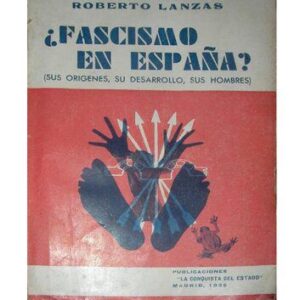 ROBERTO LANZAS
¿FASCISMO
EN ESPAÑA?
(SUS ORIGENES, SU DESARROLLO, SUS HOMBRES)
PUBLICACIONES
"LA CONQUISTA DEL ESTADO"
MADRID, 1935